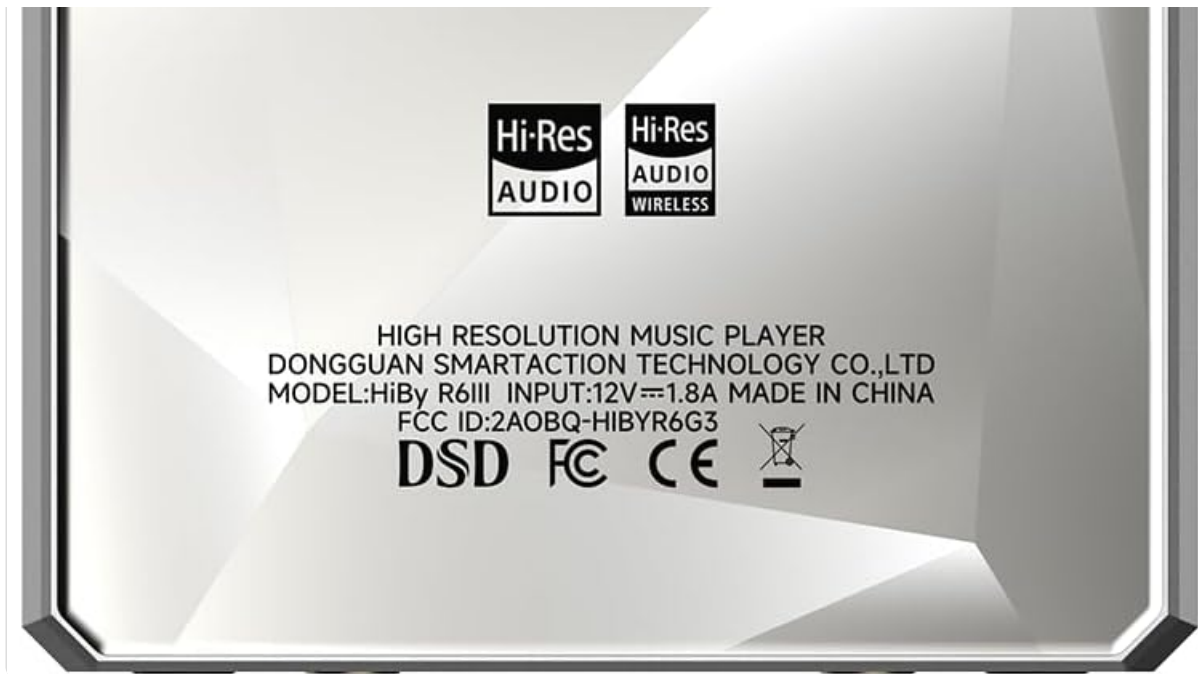 Hi·Res
AUDIO
Hi·Res
AUDIO
WIRELESS
HIGH RESOLUTION MUSIC PLAYER
DONGGUAN SMARTACTION TECHNOLOGY CO.,LTD
MODEL:HiBy R6III INPUT:12V⎓1.8A MADE IN CHINA
FCC ID:2AOBQ-HIBYR6G3
DSD FC CE